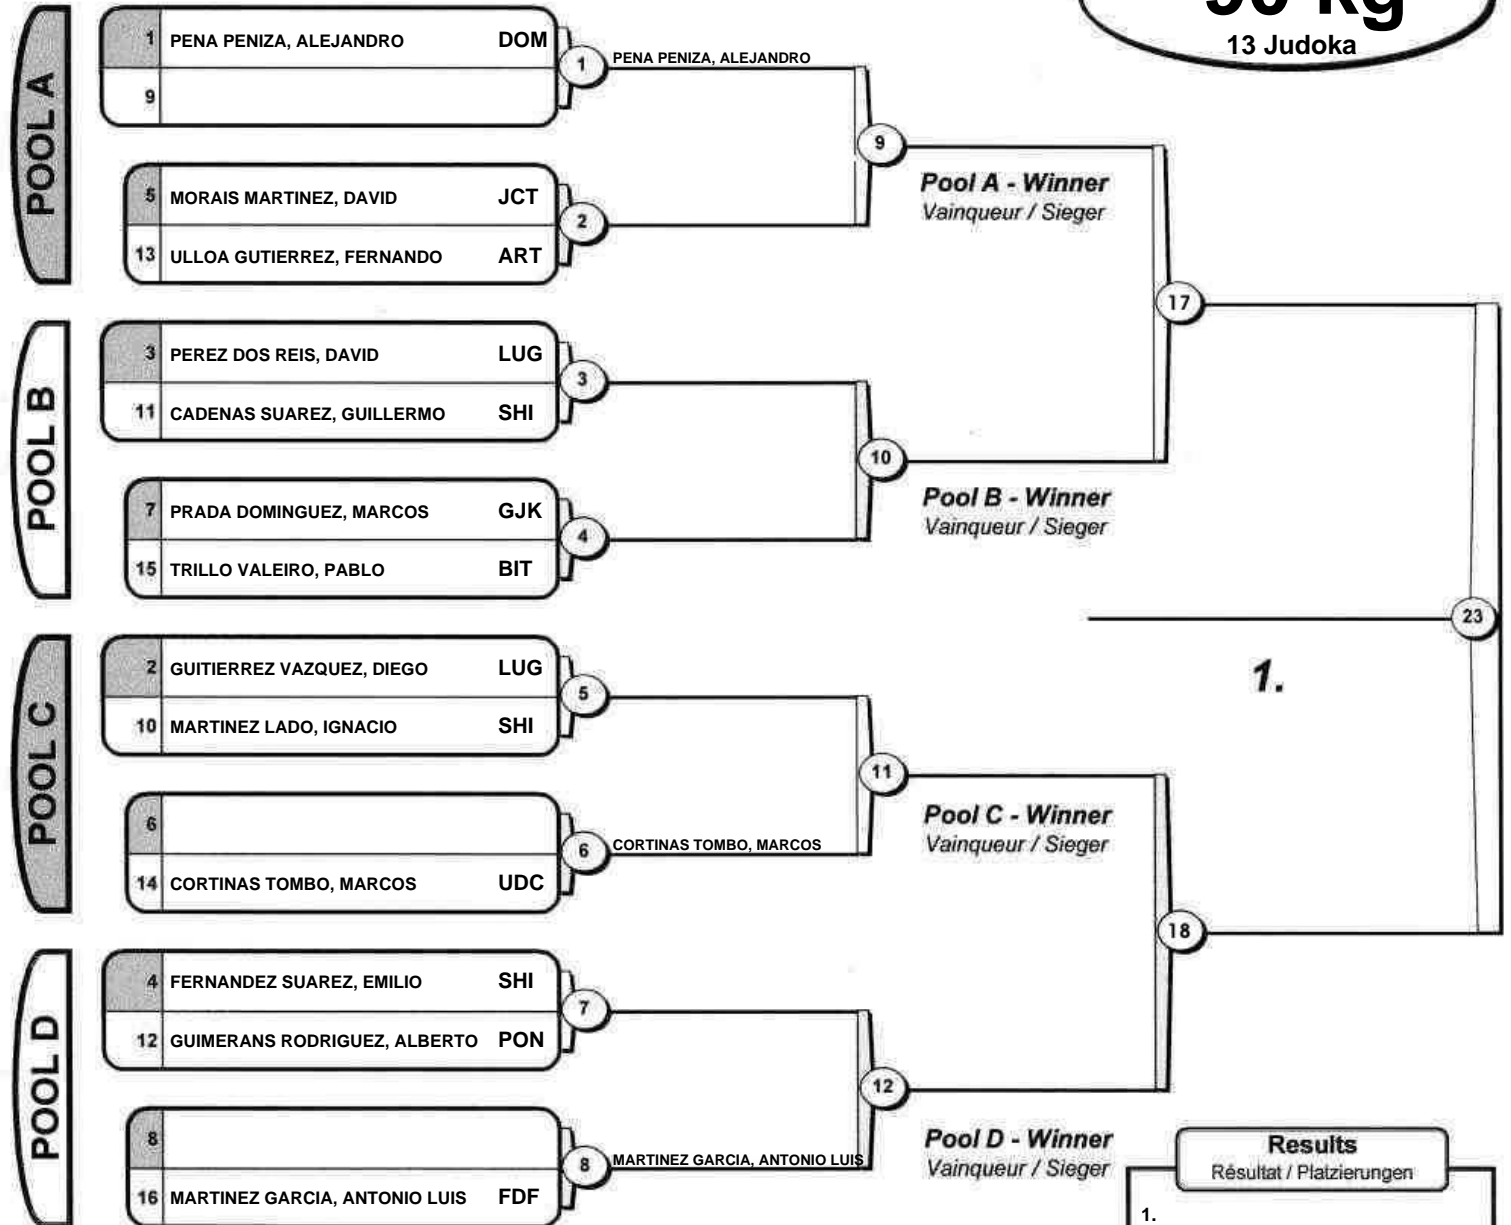 90 kg
13 Judoka
POOL A
1 PENA PENIZA, ALEJANDRO DOM
9
1 PENA PENIZA, ALEJANDRO
5 MORAIS MARTINEZ, DAVID JCT
13 ULLOA GUTIERREZ, FERNANDO ART
2
9
Pool A - Winner
Vainqueur / Sieger
POOL B
3 PEREZ DOS REIS, DAVID LUG
11 CADENAS SUAREZ, GUILLERMO SHI
3
7 PRADA DOMINGUEZ, MARCOS GJK
15 TRILLO VALEIRO, PABLO BIT
4
10
Pool B - Winner
Vainqueur / Sieger
17
POOL C
2 GUITIERREZ VAZQUEZ, DIEGO LUG
10 MARTINEZ LADO, IGNACIO SHI
5
6
14 CORTINAS TOMBO, MARCOS UDC
6 CORTINAS TOMBO, MARCOS
11
Pool C - Winner
Vainqueur / Sieger
23
1.
POOL D
4 FERNANDEZ SUAREZ, EMILIO SHI
12 GUIMERANS RODRIGUEZ, ALBERTO PON
7
8
16 MARTINEZ GARCIA, ANTONIO LUIS FDF
8 MARTINEZ GARCIA, ANTONIO LUIS
12
Pool D - Winner
Vainqueur / Sieger
18
Results
Résultat / Platzierungen
1.